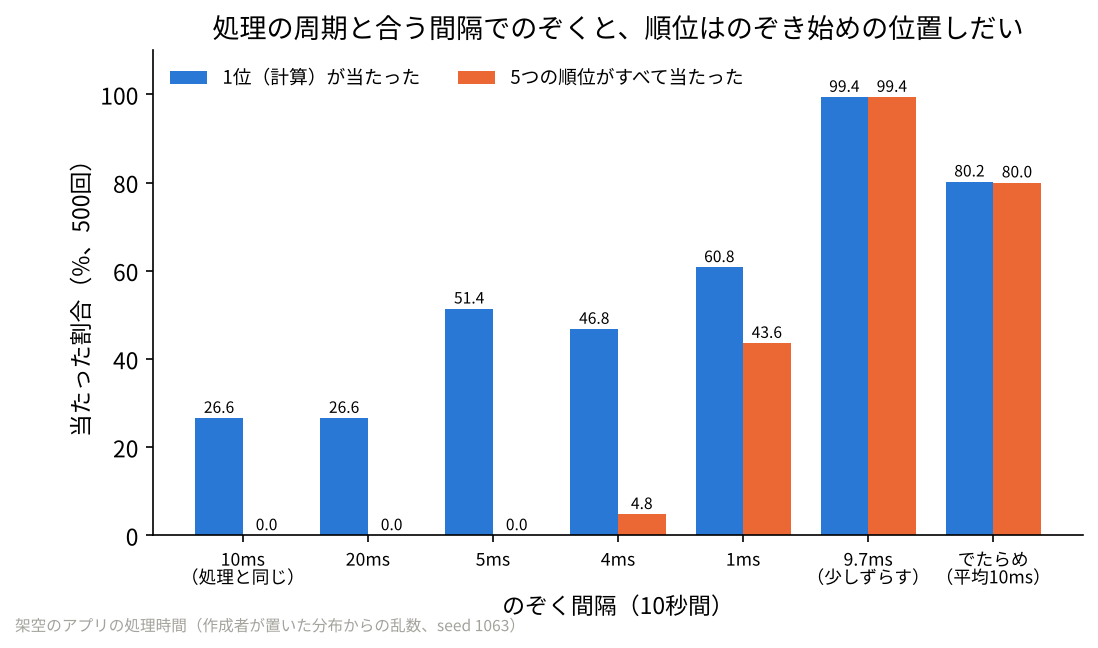 処理の周期と合う間隔でのぞくと、順位はのぞき始めの位置しだい
1位（計算）が当たった
5つの順位がすべて当たった
当たった割合（%、500回）
100
80
60
40
20
0
26.6
0.0
26.6
0.0
51.4
0.0
46.8
4.8
60.8
43.6
99.4
99.4
80.2
80.0
10ms
（処理と同じ）
20ms
5ms
4ms
1ms
9.7ms
（少しずらす）
でたらめ
（平均10ms）
のぞく間隔（10秒間）
架空のアプリの処理時間（作成者が置いた分布からの乱数、seed 1063）